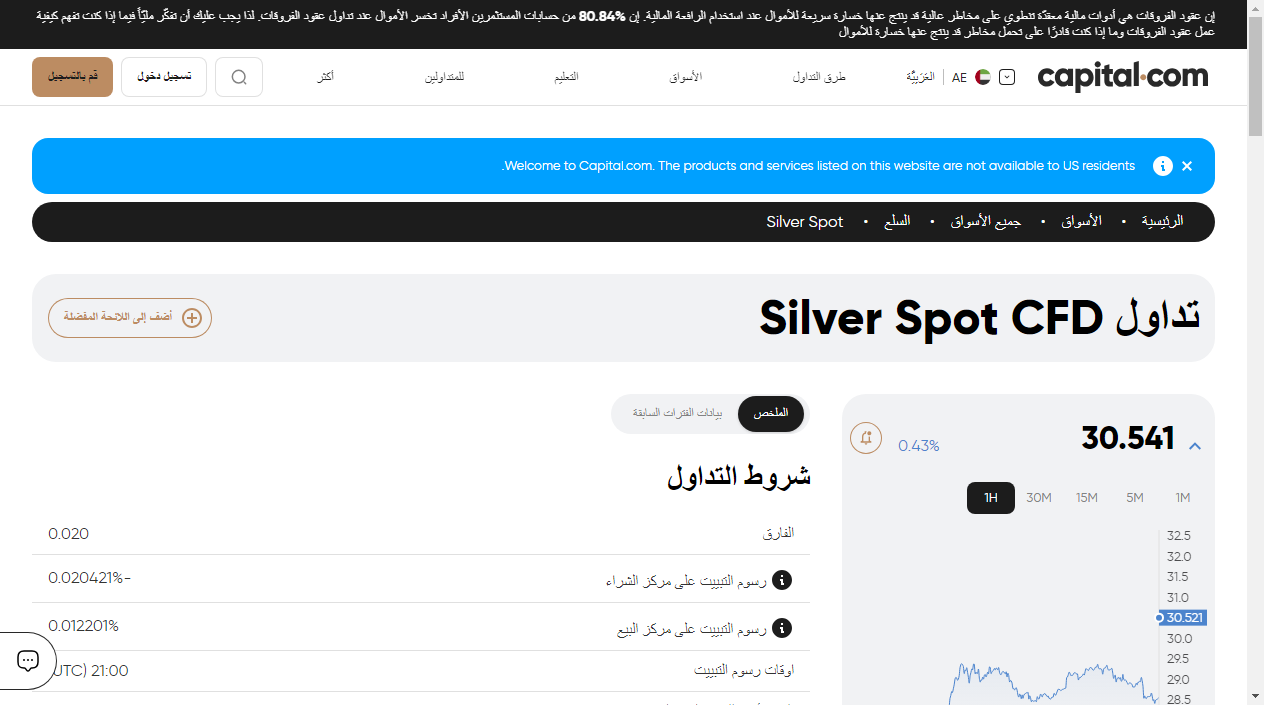 إن عقود الفروقات هي أدوات مالية معقدّة تنطوي على مخاطر عالية قد ينتج عنها خسارة سريعة للأموال عند استخدام الرافعة المالية. إن 80.84% من حسابات المستثمرين الأفراد تخسر الأموال عند تداول عقود الفروقات. لذا يجب عليك أن تفكّر مليًّا فيما إذا كنت تفهم كيفية
عمل عقود الفروقات وما إذا كنت قادرًا على تحمل مخاطر قد ينتج عنها خسارة للأموال
capital.com
AE العَرَبِيَّة
طرق التداول
الأسواق
التعليم
للمتداولين
أكثر
تسجيل دخول
قم بالتسجيل
Welcome to Capital.com. The products and services listed on this website are not available to US residents.
الرئيسية • الأسواق • جميع الأسواق • السلع • Silver Spot
تداول Silver Spot CFD
أضف إلى اللائحة المفضلة
30.541
0.43%
1M
5M
15M
30M
1H
32.5
32.0
31.5
31.0
30.521
30.0
29.5
29.0
28.5
الملخص
بيانات الفترات السابقة
شروط التداول
الفارق 0.020
رسوم التبييت على مركز الشراء -0.020421%
رسوم التبييت على مركز البيع 0.012201%
اوقات رسوم التبييت 21:00 (UTC)